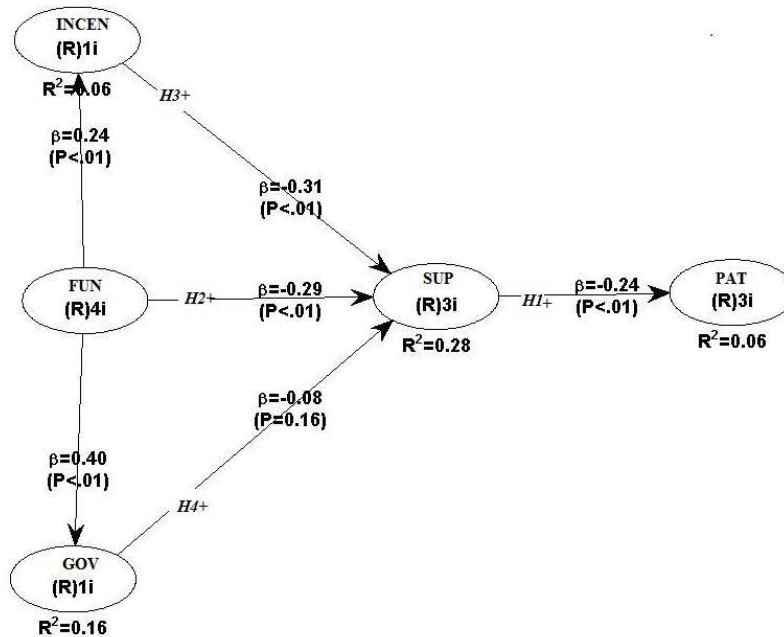 INCEN
(R)1i
R²=0.06
H3+
β=0.24
(P<.01)
β=-0.31
(P<.01)
FUN
(R)4i
H2+
β=-0.29
(P<.01)
SUP
(R)3i
R²=0.28
H1+
β=-0.24
(P<.01)
PAT
(R)3i
R²=0.06
β=-0.08
(P=0.16)
β=0.40
(P<.01)
H4+
GOV
(R)1i
R²=0.16